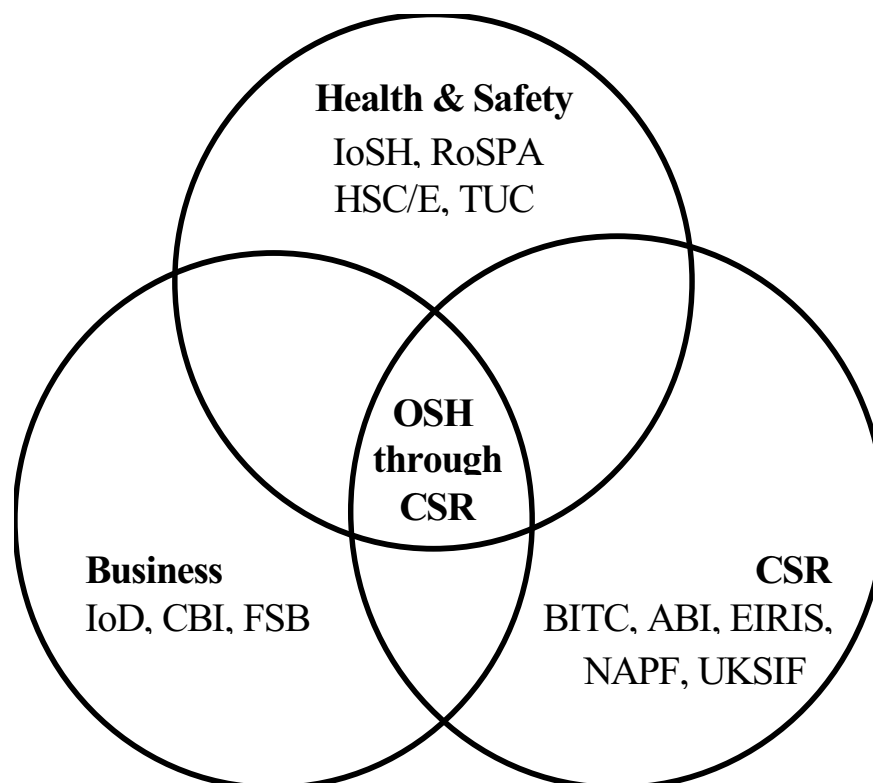 Health & Safety
IoSH, RoSPA
HSC/E, TUC
OSH
through
CSR
Business
IoD, CBI, FSB
CSR
BITC, ABI, EIRIS,
NAPF, UKSIF